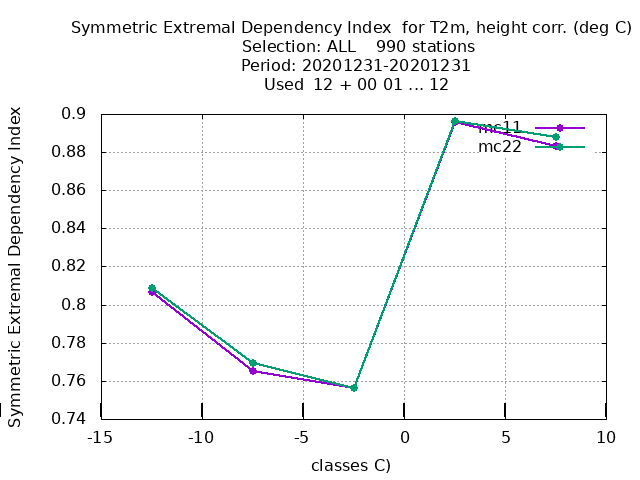 Symmetric Extremal Dependency Index for T2m, height corr. (deg C)
Selection: ALL 990 stations
Period: 20201231-20201231
Used 12 + 00 01 ... 12
Symmetric Extremal Dependency Index
0.9
0.88
0.86
0.84
0.82
0.8
0.78
0.76
0.74
mc11
mc22
-15
-10
-5
0
5
10
classes C)